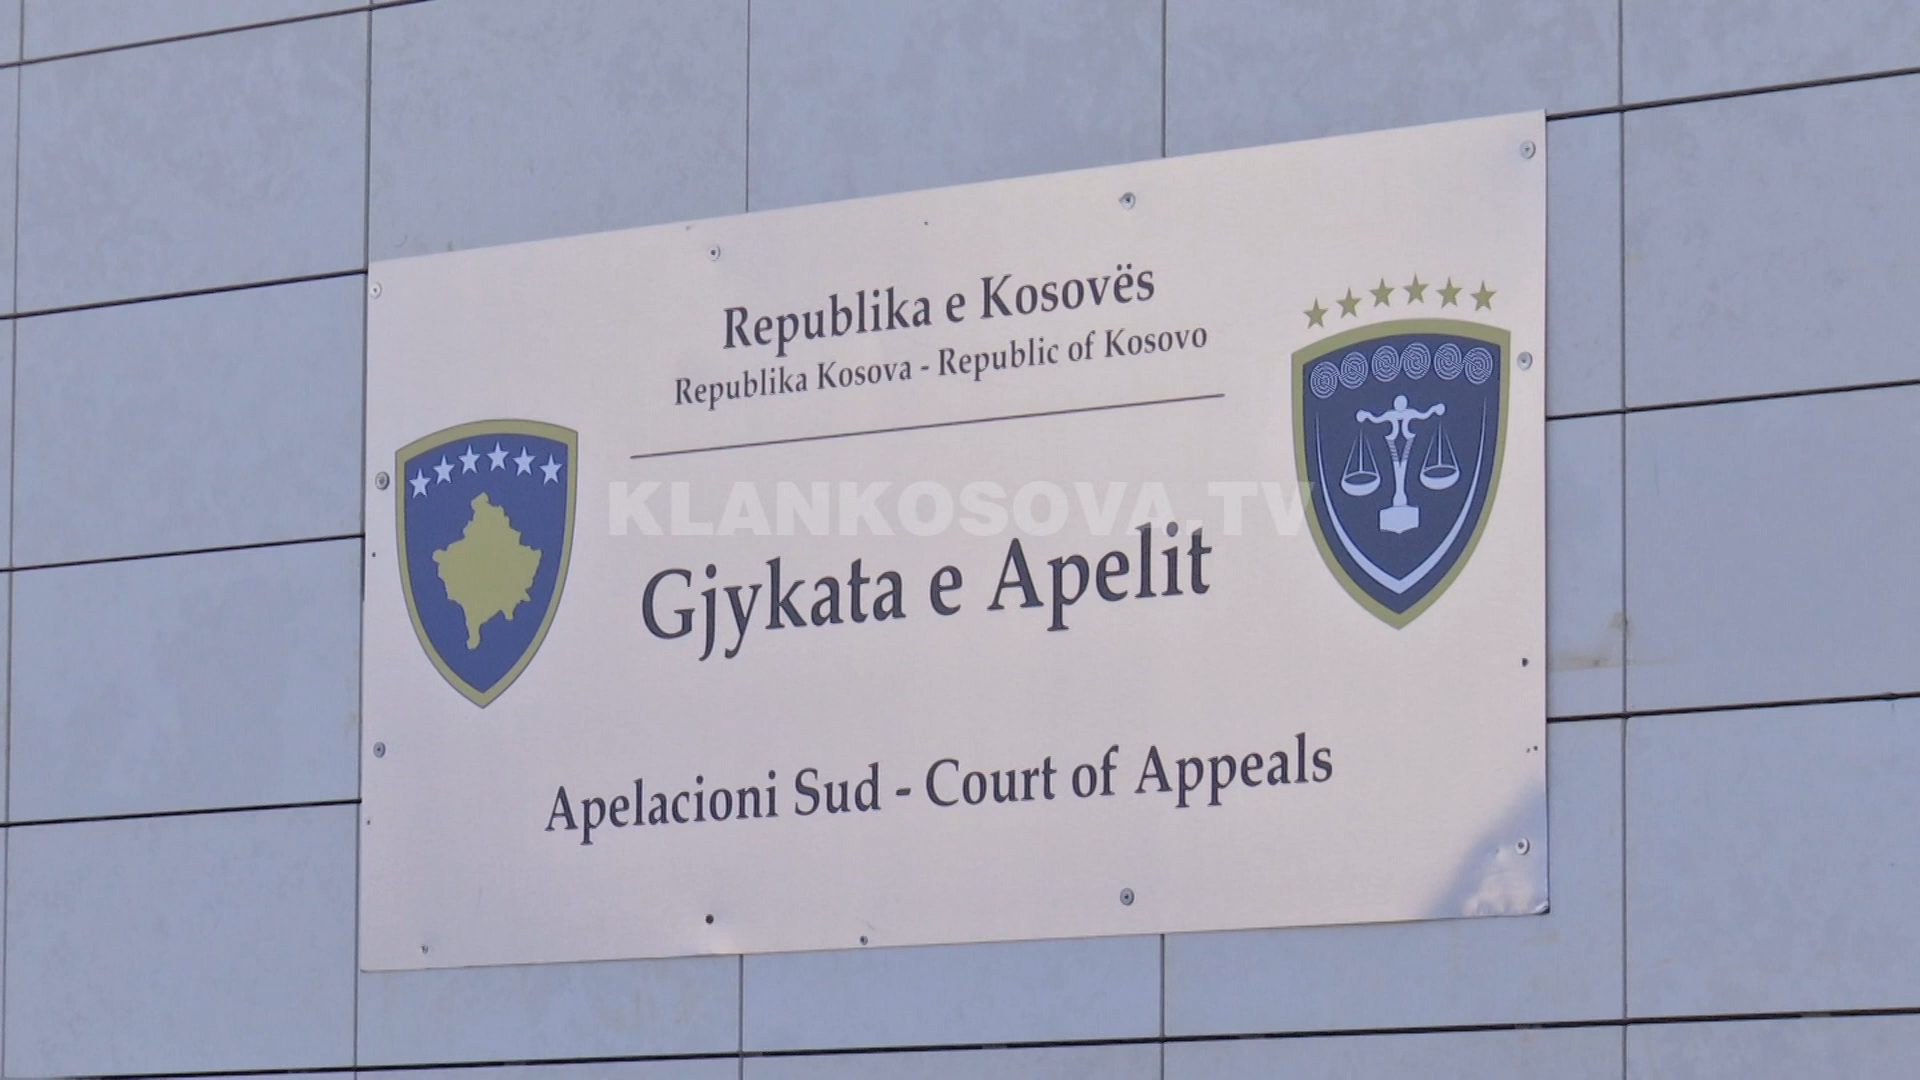 Republika e Kosovës
Republika Kosova - Republic of Kosovo
KLANKOSOVA.TV
Gjykata e Apelit
Apelacioni Sud - Court of Appeals